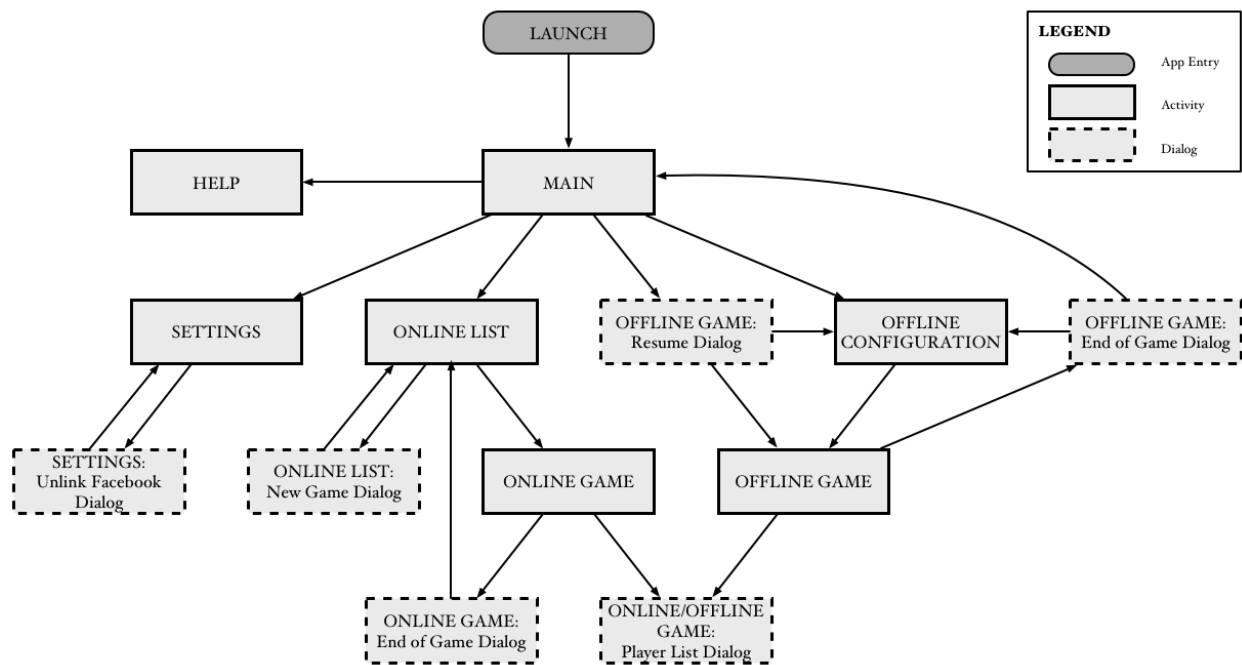 LAUNCH
LEGEND
App Entry
Activity
Dialog
HELP
MAIN
SETTINGS
ONLINE LIST
OFFLINE GAME:
Resume Dialog
OFFLINE
CONFIGURATION
OFFLINE GAME:
End of Game Dialog
SETTINGS:
Unlink Facebook
Dialog
ONLINE LIST:
New Game Dialog
ONLINE GAME
OFFLINE GAME
ONLINE GAME:
End of Game Dialog
ONLINE/OFFLINE
GAME:
Player List Dialog